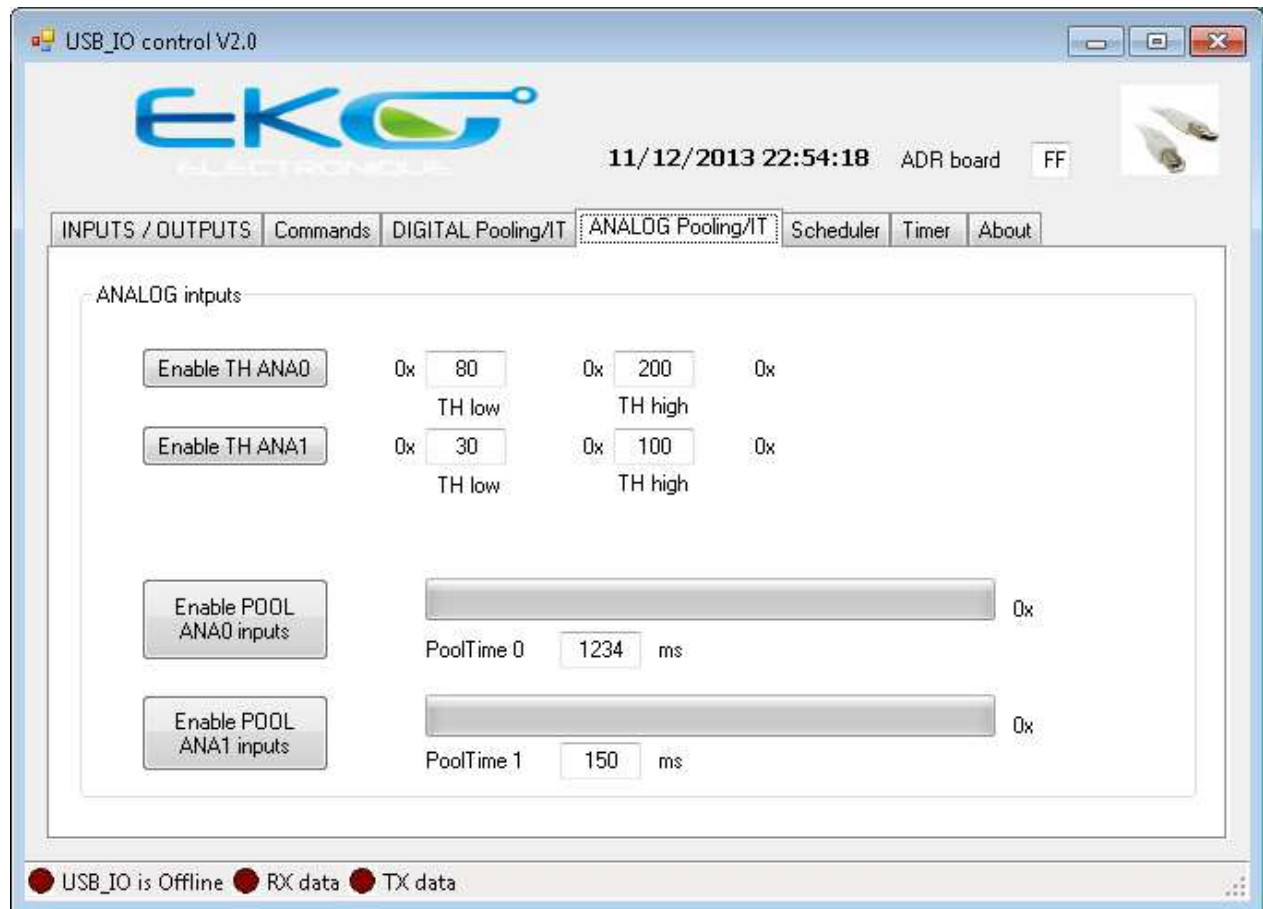 USB_IO control V2.0
EKO
ELECTRONIQUE
11/12/2013 22:54:18 ADR board FF
INPUTS / OUTPUTS Commands DIGITAL Pooling/IT ANALOG Pooling/IT Scheduler Timer About
ANALOG intputs
Enable TH ANA0 0x 80 0x 200 0x
TH low TH high
Enable TH ANA1 0x 30 0x 100 0x
TH low TH high
Enable POOL
ANA0 inputs
0x
PoolTime 0 1234 ms
Enable POOL
ANA1 inputs
0x
PoolTime 1 150 ms
USB_IO is Offline RX data TX data